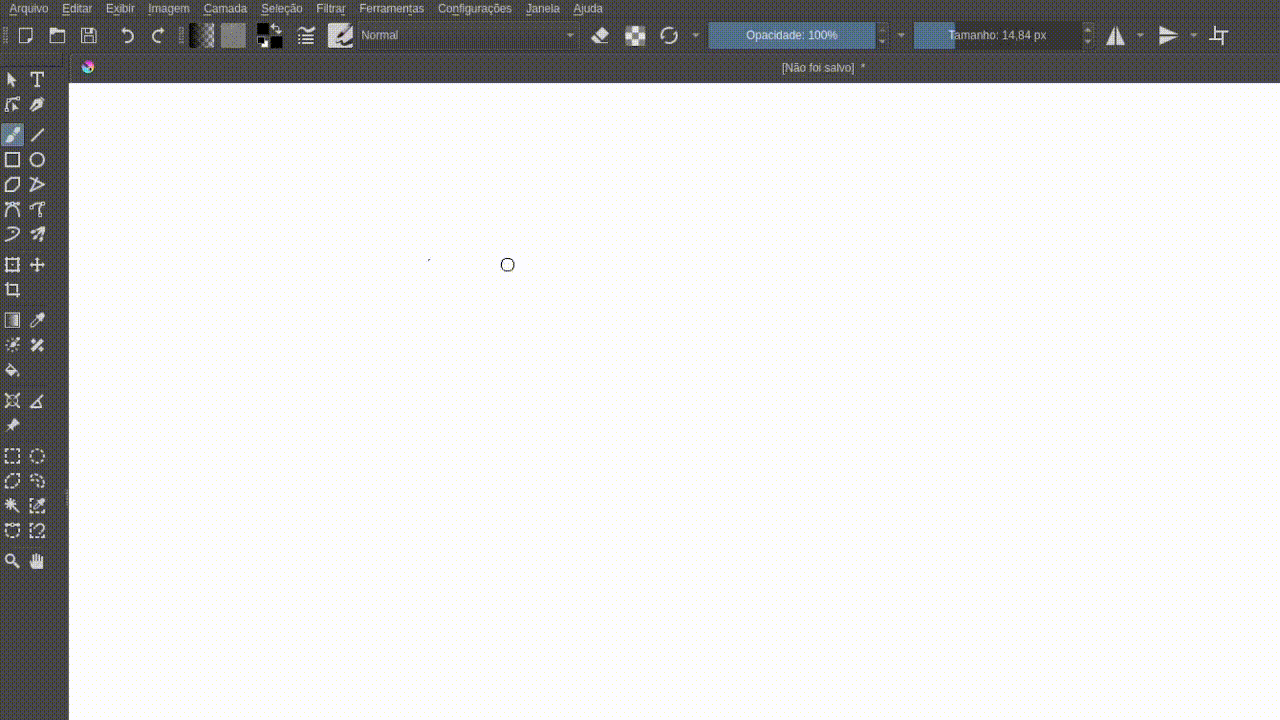 Arquivo Editar Exibir Imagem Camada Seleção Filtrar Ferramentas Configurações Janela Ajuda
Normal Opacidade: 100% Tamanho: 14,84 px
[Não foi salvo] *